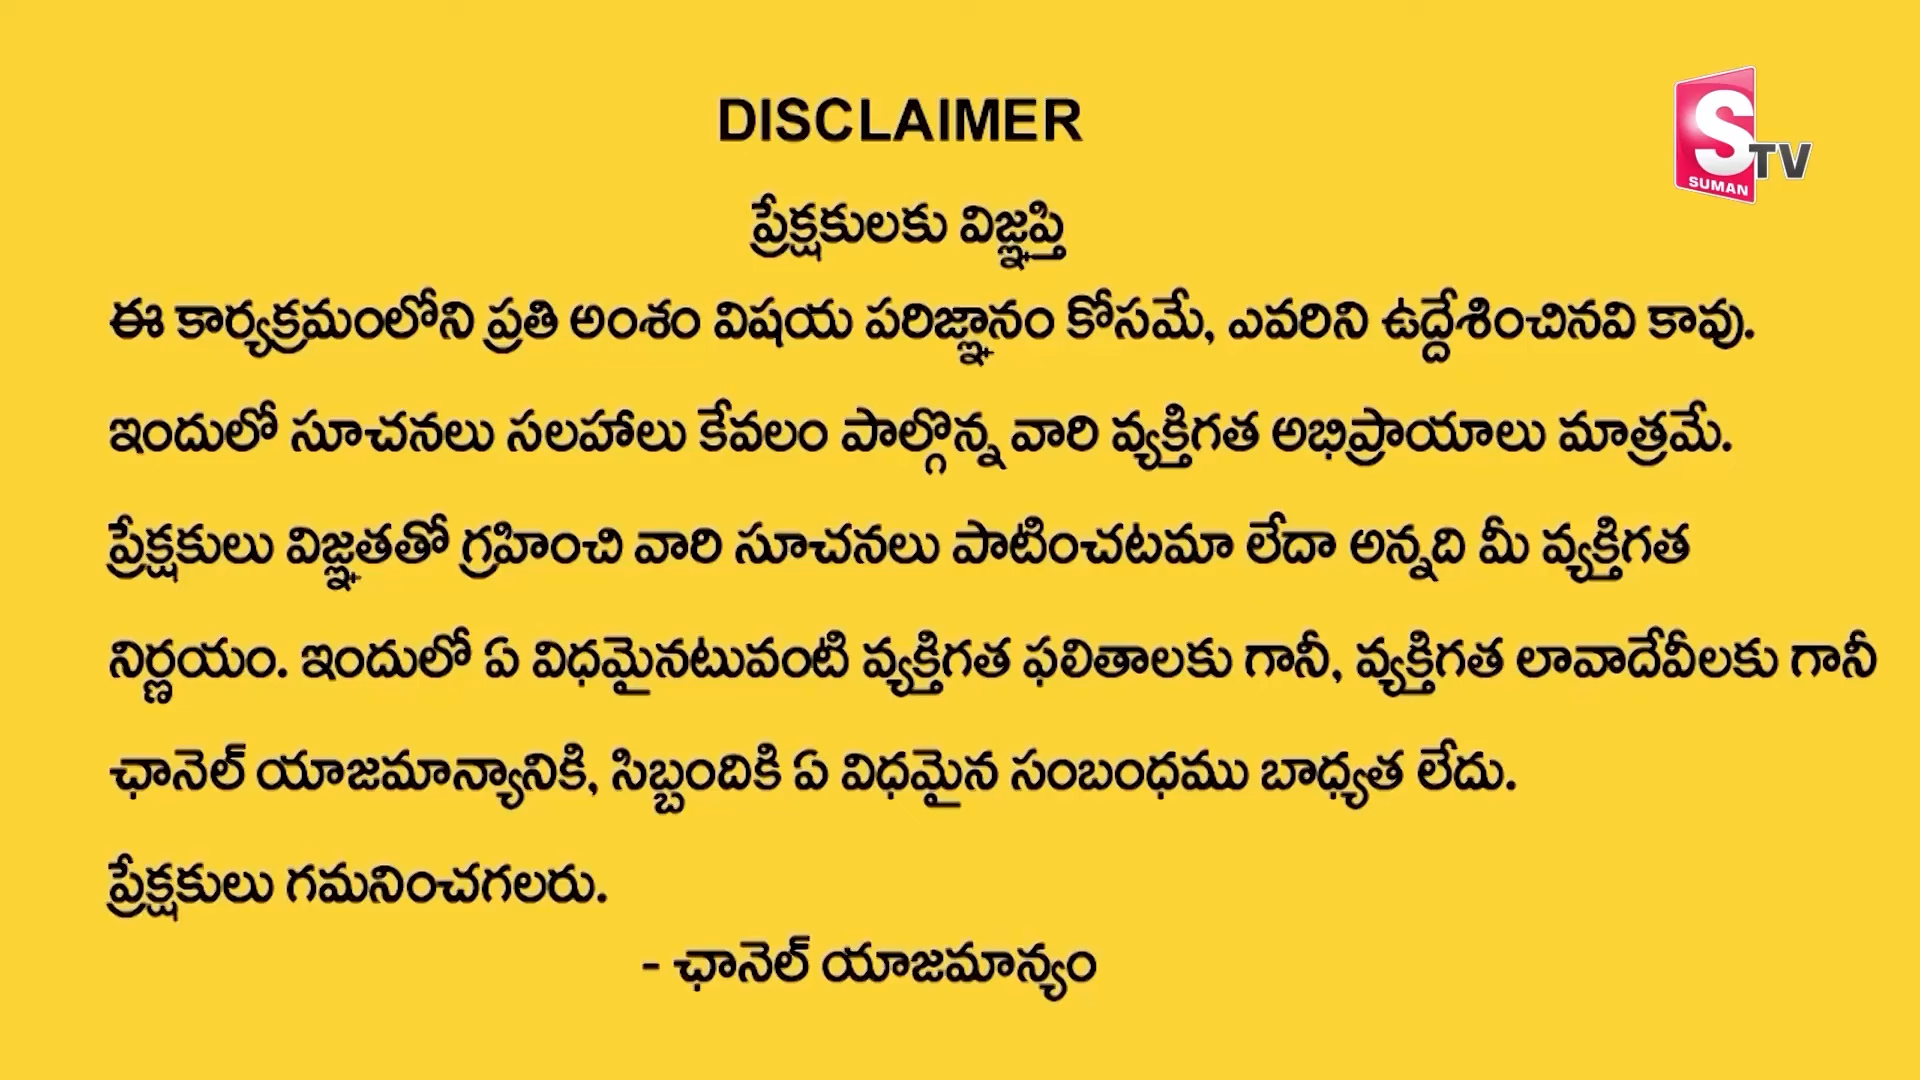 DISCLAIMER
S TV
SUMAN
ప్రేక్షకులకు విజ్ఞప్తి
ఈ కార్యక్రమంలోని ప్రతి అంశం విషయ పరిజ్ఞానం కోసమే, ఎవరిని ఉద్దేశించినవి కావు.
ఇందులో సూచనలు సలహాలు కేవలం పాల్గొన్న వారి వ్యక్తిగత అభిప్రాయాలు మాత్రమే.
ప్రేక్షకులు విజ్ఞతతో గ్రహించి వారి సూచనలు పాటించటమా లేదా అన్నది మీ వ్యక్తిగత
నిర్ణయం. ఇందులో ఏ విధమైనటువంటి వ్యక్తిగత ఫలితాలకు గానీ, వ్యక్తిగత లావాదేవీలకు గానీ
ఛానెల్ యాజమాన్యానికి, సిబ్బందికి ఏ విధమైన సంబంధము బాధ్యత లేదు.
ప్రేక్షకులు గమనించగలరు.
- ఛానెల్ యాజమాన్యం